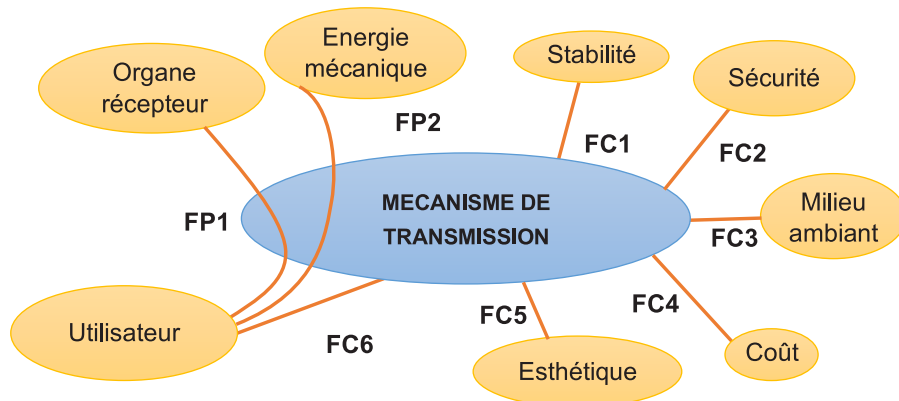 Energie
mécanique
Stabilité
Organe
récepteur
Sécurité
FP2
FC1
FC2
MECANISME DE
TRANSMISSION
Milieu
ambiant
FP1
FC3
FC4
Utilisateur
FC5
FC6
Coût
Esthétique